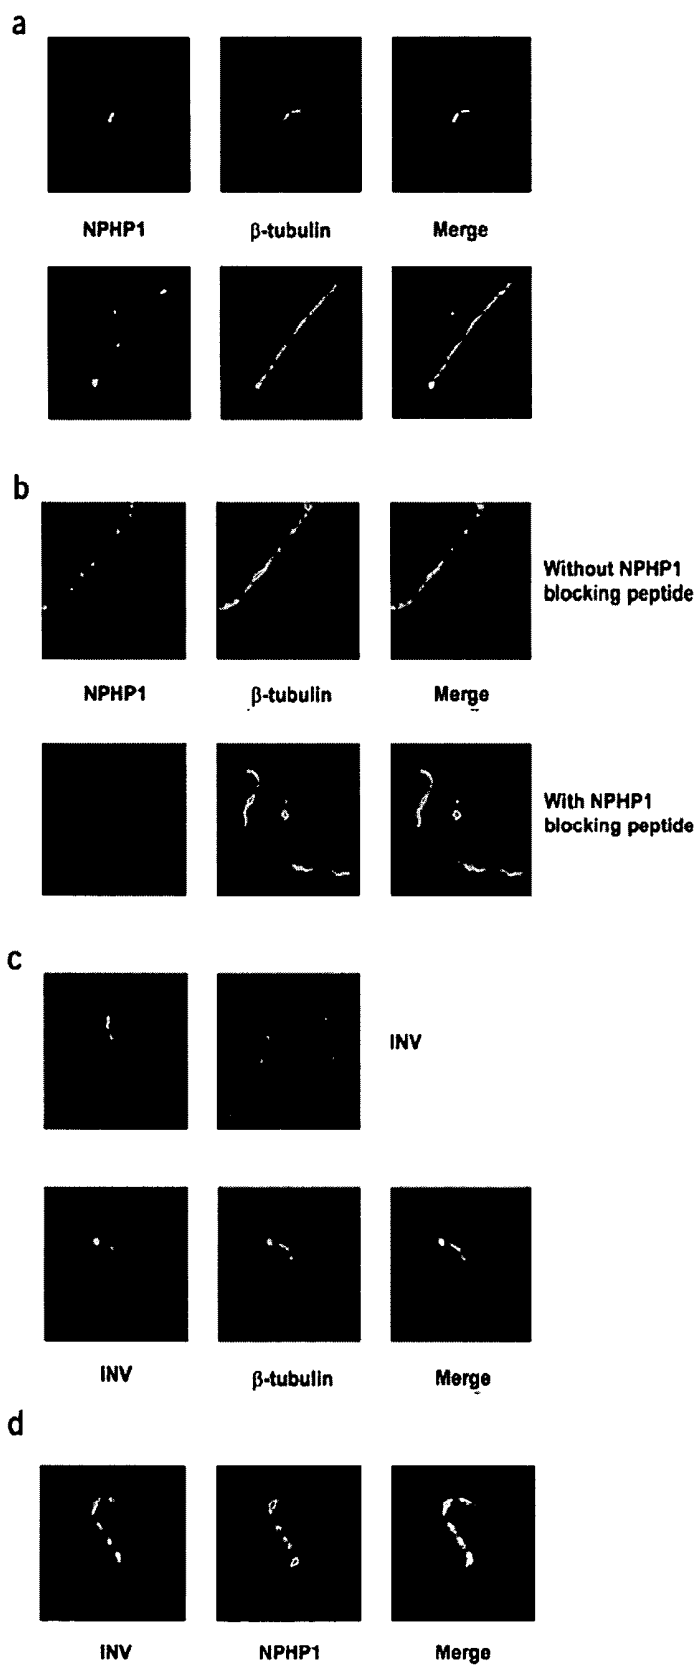 a
NPHP1 β-tubulin Merge
b
Without NPHP1
blocking peptide
NPHP1 β-tubulin Merge
With NPHP1
blocking peptide
c
INV
INV β-tubulin Merge
d
INV NPHP1 Merge